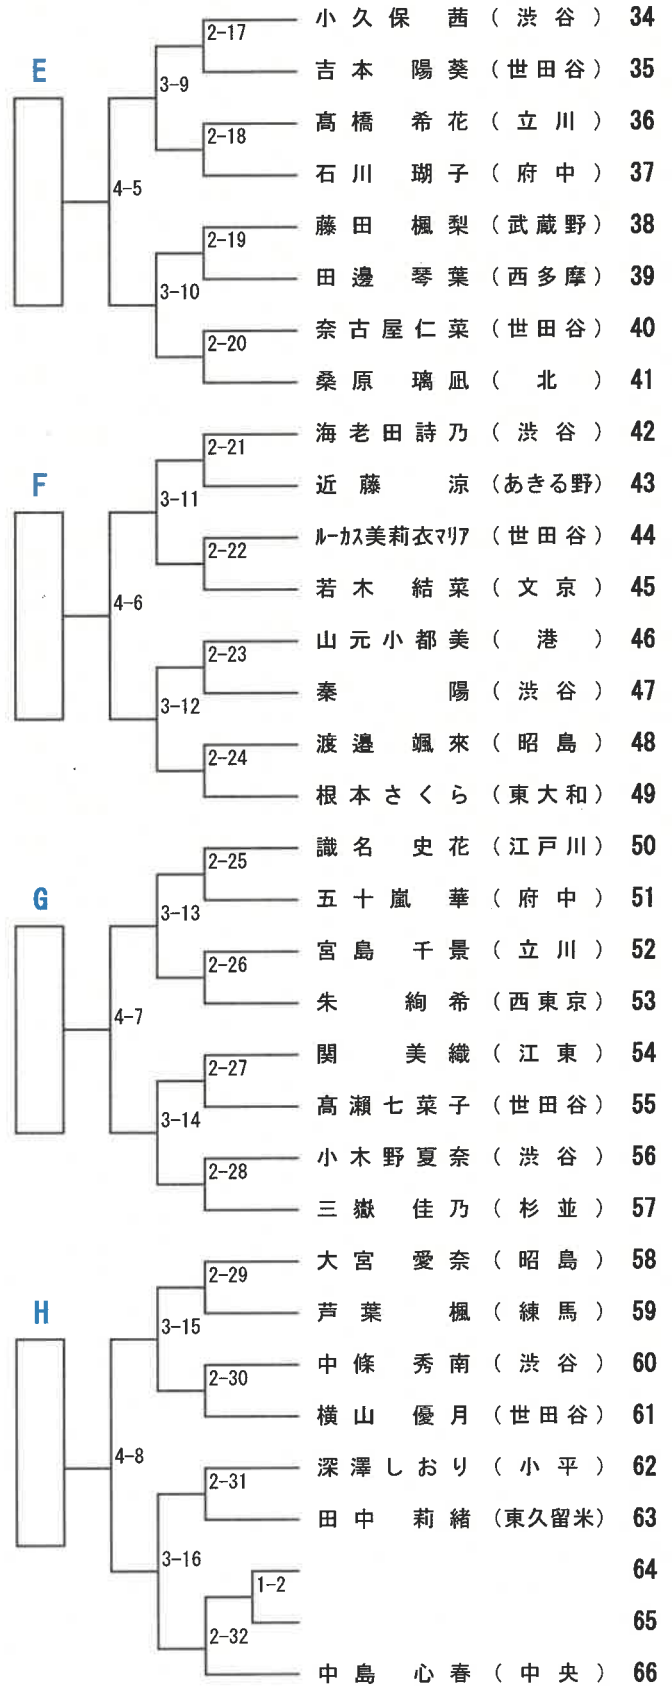 小久保 茜 (渋谷) 34
2-17
吉本 陽葵 (世田谷) 35
E
3-9
髙橋 希花 (立川) 36
2-18
石川 瑚子 (府中) 37
4-5
藤田 楓梨 (武蔵野) 38
2-19
田邊 琴葉 (西多摩) 39
3-10
奈古屋仁菜 (世田谷) 40
2-20
桑原 璃凪 (北) 41
海老田詩乃 (渋谷) 42
2-21
F
近藤 涼 (あきる野) 43
3-11
ルーカス美莉衣マリア (世田谷) 44
2-22
若木 結菜 (文京) 45
4-6
山元小都美 (港) 46
2-23
秦 陽 (渋谷) 47
3-12
渡邉 颯來 (昭島) 48
2-24
根本さくら (東大和) 49
識名 史花 (江戸川) 50
2-25
G
五十嵐 華 (府中) 51
3-13
宮島 千景 (立川) 52
2-26
朱 絢希 (西東京) 53
4-7
関 美織 (江東) 54
2-27
髙瀬七菜子 (世田谷) 55
3-14
小木野夏奈 (渋谷) 56
2-28
三嶽 佳乃 (杉並) 57
大宮 愛奈 (昭島) 58
2-29
H
芦葉 楓 (練馬) 59
3-15
中條 秀南 (渋谷) 60
2-30
横山 優月 (世田谷) 61
4-8
深澤しおり (小平) 62
2-31
田中 莉緒 (東久留米) 63
3-16
64
1-2
65
2-32
中島 心春 (中央) 66